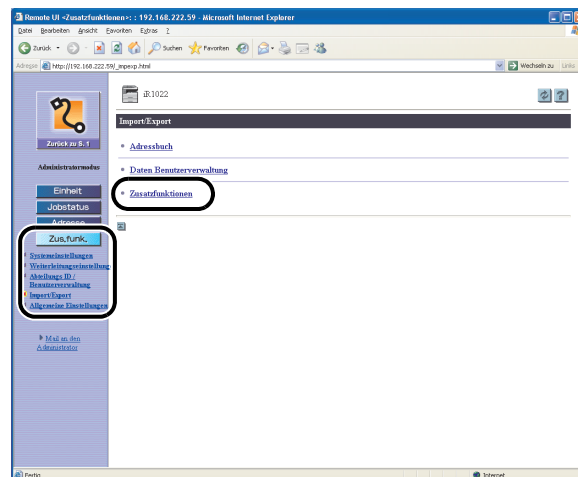 Remote UI <Zusatzfunktionen>: : 192.168.222.59 - Microsoft Internet Explorer
Datei Bearbeiten Ansicht Favoriten Extras ?
Zurück Suchen Favoriten
Adresse http://192.168.222.59/_impexp.html Wechseln zu Links
iR1022
Import/Export
Zurück zu S. 1
Adressbuch
Administratormodus
Daten Benutzerverwaltung
Einheit
Zusatzfunktionen
Jobstatus
Adresse
Zus.funk.
Systemeinstellungen
Weiterleitungseinstellung
Abteilungs ID /
Benutzerverwaltung
Import/Export
Allgemeine Einstellungen
Mail an den
Administrator
Fertig Internet